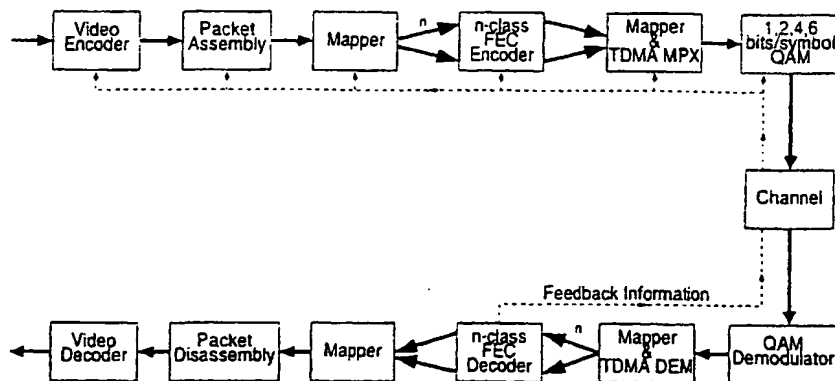 Video
Encoder
Packet
Assembly
Mapper
n
n-class
FEC
Encoder
Mapper
&
TDMA MPX
1,2,4,6
bits/symbol
QAM
Channel
Feedback Information
Video
Decoder
Packet
Disassembly
Mapper
n-class
FEC
Decoder
n
Mapper
&
TDMA DEM
QAM
Demodulator